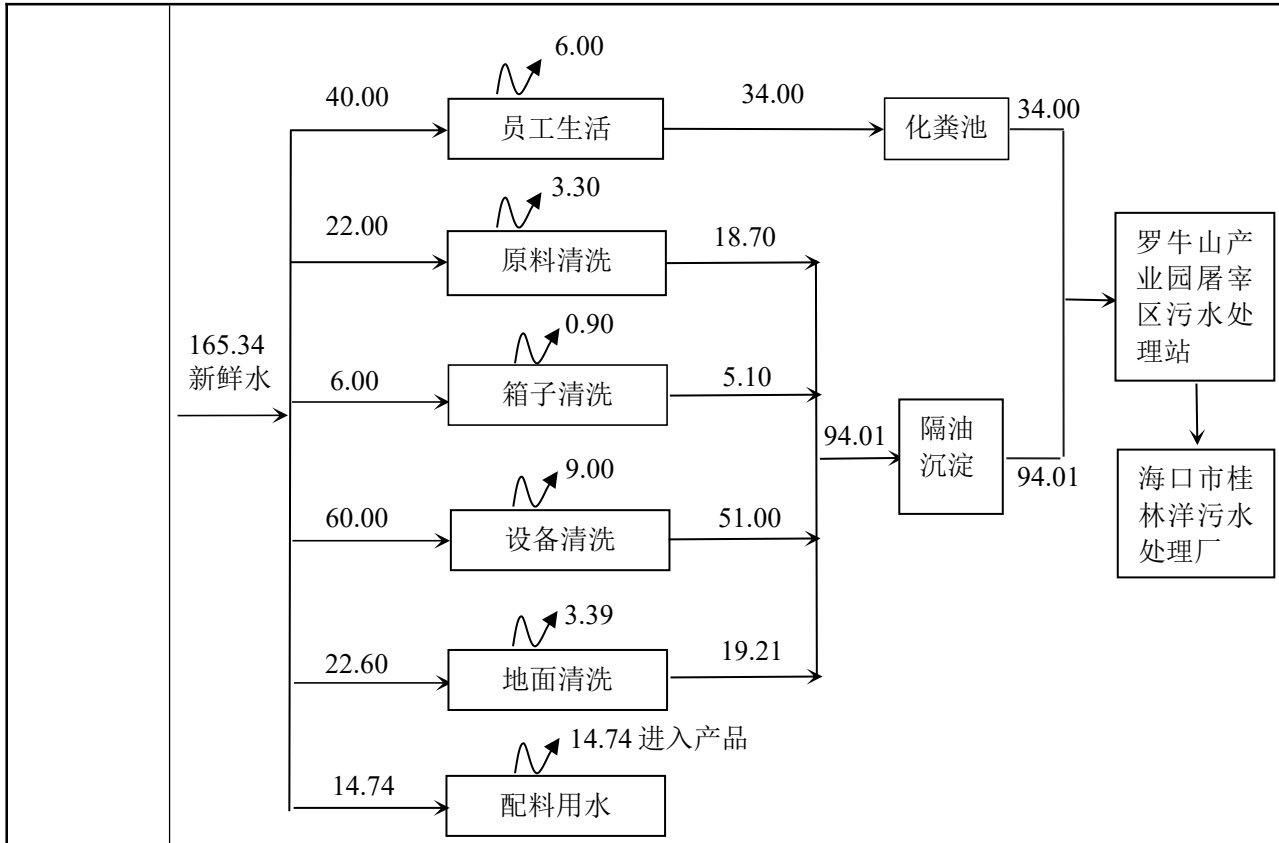 6.00
40.00
员工生活
34.00
化粪池
34.00
3.30
22.00
原料清洗
18.70
罗牛山产
业园屠宰
区污水处
理站
165.34
新鲜水
0.90
6.00
箱子清洗
5.10
94.01
隔油
沉淀
94.01
9.00
60.00
设备清洗
51.00
海口市桂
林洋污水
处理厂
3.39
22.60
地面清洗
19.21
14.74 进入产品
14.74
配料用水